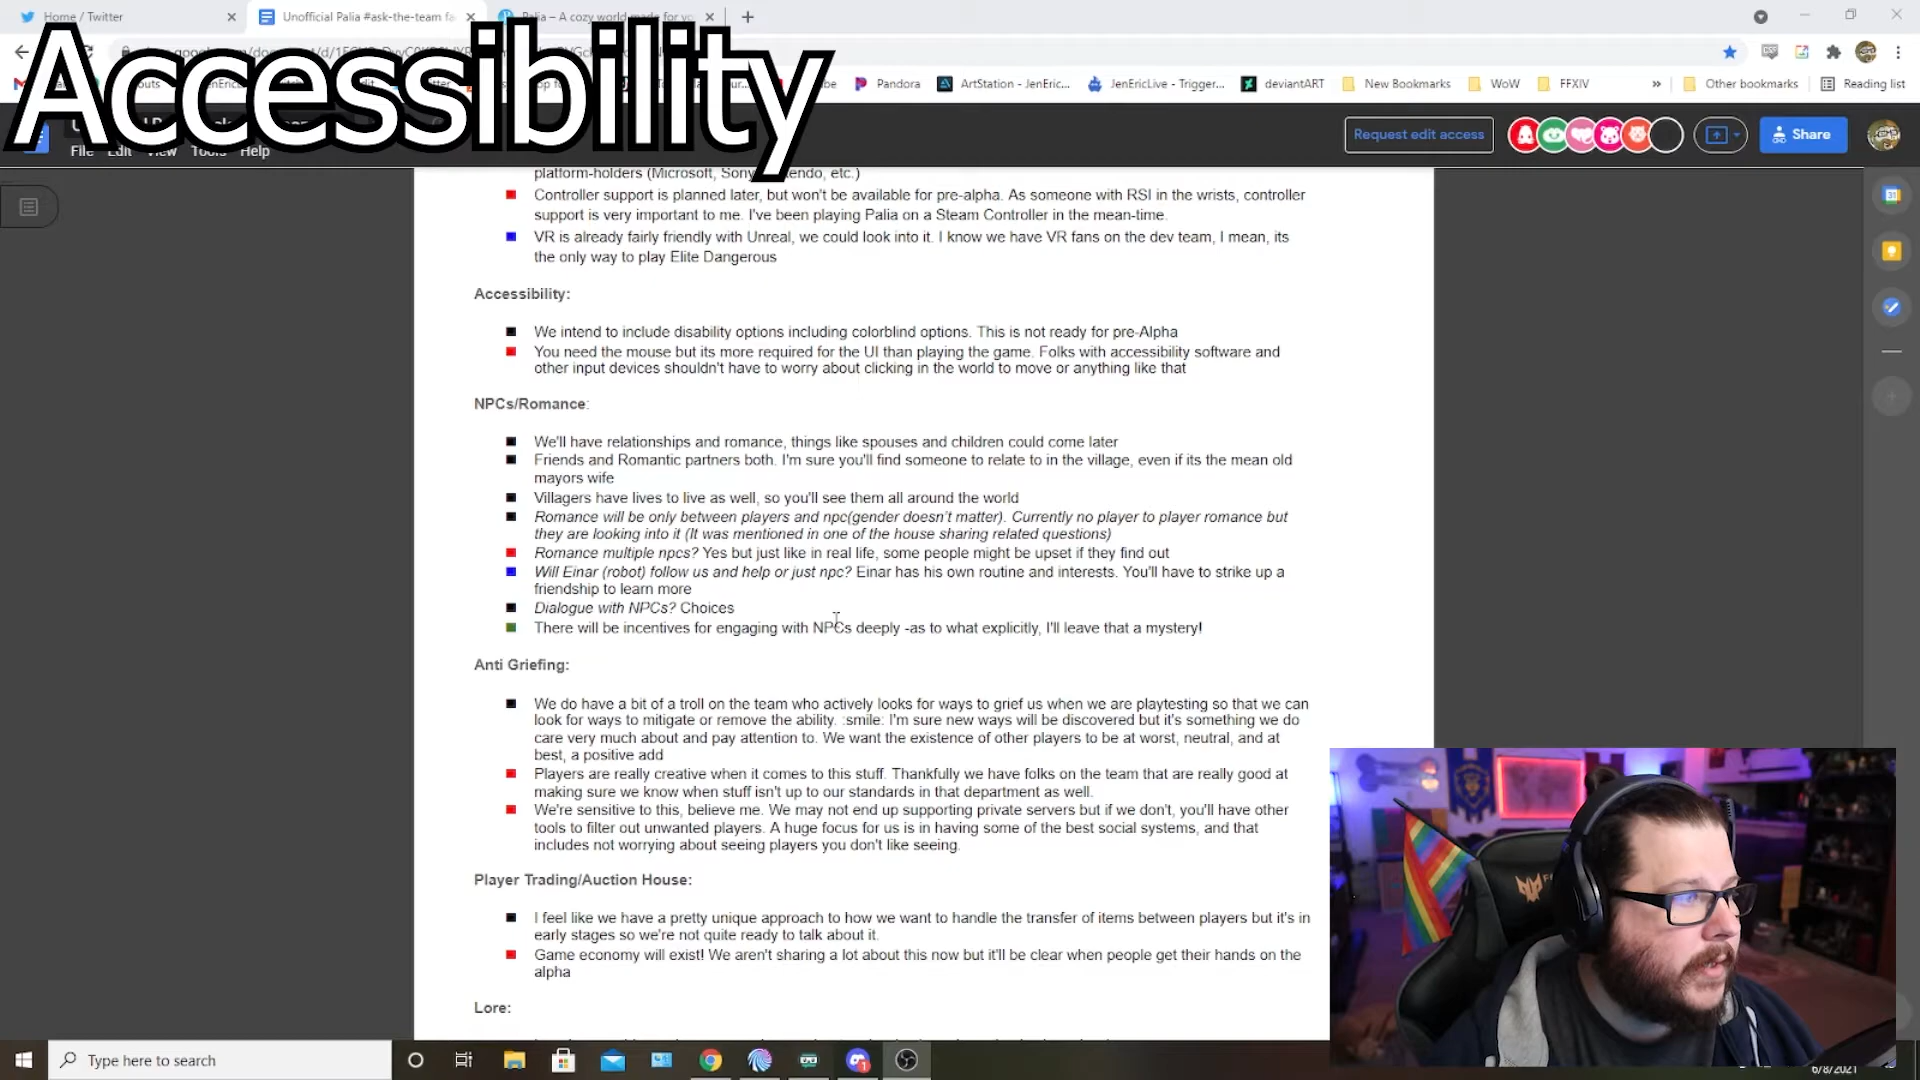 Home / Twitter
Unofficial Palia #ask-the-team fa
Palia – A cozy world made for yo
Accessibility
Pandora
ArtStation - JenEric...
JenEricLive - Trigger...
deviantART
New Bookmarks
WoW
FFXIV
»
Other bookmarks
Reading list
File Edit View Tools Help
Request edit access
Share
platform-holders (Microsoft, Sony, Nintendo, etc.)
Controller support is planned later, but won't be available for pre-alpha. As someone with RSI in the wrists, controller
support is very important to me. I've been playing Palia on a Steam Controller in the mean-time.
VR is already fairly friendly with Unreal, we could look into it. I know we have VR fans on the dev team, I mean, its
the only way to play Elite Dangerous
Accessibility:
We intend to include disability options including colorblind options. This is not ready for pre-Alpha
You need the mouse but its more required for the UI than playing the game. Folks with accessibility software and
other input devices shouldn't have to worry about clicking in the world to move or anything like that
NPCs/Romance:
We'll have relationships and romance, things like spouses and children could come later
Friends and Romantic partners both. I'm sure you'll find someone to relate to in the village, even if its the mean old
mayors wife
Villagers have lives to live as well, so you'll see them all around the world
Romance will be only between players and npc(gender doesn't matter). Currently no player to player romance but
they are looking into it (It was mentioned in one of the house sharing related questions)
Romance multiple npcs? Yes but just like in real life, some people might be upset if they find out
Will Einar (robot) follow us and help or just npc? Einar has his own routine and interests. You'll have to strike up a
friendship to learn more
Dialogue with NPCs? Choices
There will be incentives for engaging with NPCs deeply -as to what explicitly, I'll leave that a mystery!
Anti Griefing:
We do have a bit of a troll on the team who actively looks for ways to grief us when we are playtesting so that we can
look for ways to mitigate or remove the ability. :smile: I'm sure new ways will be discovered but it's something we do
care very much about and pay attention to. We want the existence of other players to be at worst, neutral, and at
best, a positive add
Players are really creative when it comes to this stuff. Thankfully we have folks on the team that are really good at
making sure we know when stuff isn't up to our standards in that department as well.
We're sensitive to this, believe me. We may not end up supporting private servers but if we don't, you'll have other
tools to filter out unwanted players. A huge focus for us is in having some of the best social systems, and that
includes not worrying about seeing players you don't like seeing.
Player Trading/Auction House:
I feel like we have a pretty unique approach to how we want to handle the transfer of items between players but it's in
early stages so we're not quite ready to talk about it.
Game economy will exist! We aren't sharing a lot about this now but it'll be clear when people get their hands on the
alpha
Lore:
Type here to search
6/8/2021